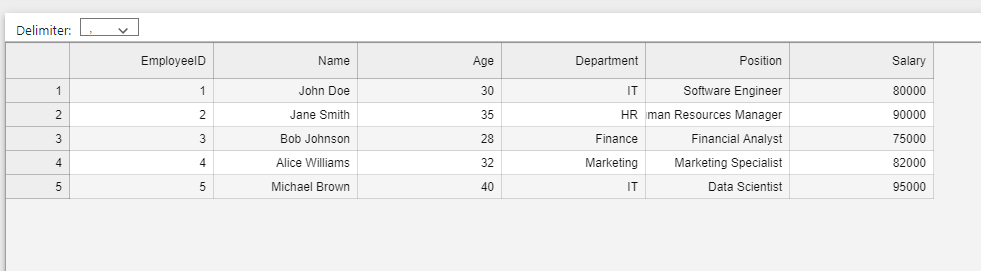 Delimiter: ,
EmployeeID Name Age Department Position Salary
1 1 John Doe 30 IT Software Engineer 80000
2 2 Jane Smith 35 HR man Resources Manager 90000
3 3 Bob Johnson 28 Finance Financial Analyst 75000
4 4 Alice Williams 32 Marketing Marketing Specialist 82000
5 5 Michael Brown 40 IT Data Scientist 95000